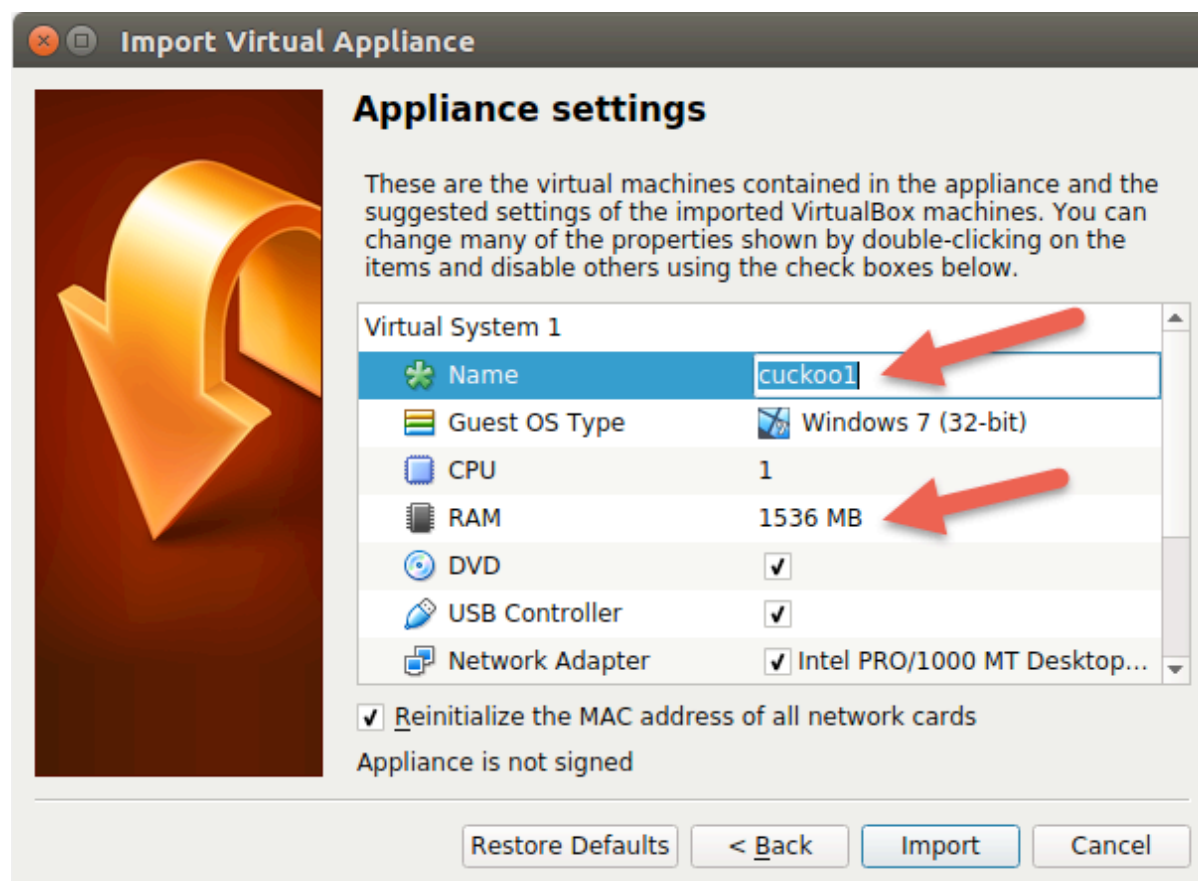 Import Virtual Appliance
Appliance settings
These are the virtual machines contained in the appliance and the
suggested settings of the imported VirtualBox machines. You can
change many of the properties shown by double-clicking on the
items and disable others using the check boxes below.
Virtual System 1
Name cuckoo1
Guest OS Type Windows 7 (32-bit)
CPU 1
RAM 1536 MB
DVD
USB Controller
Network Adapter Intel PRO/1000 MT Desktop...
Reinitialize the MAC address of all network cards
Appliance is not signed
Restore Defaults < Back Import Cancel